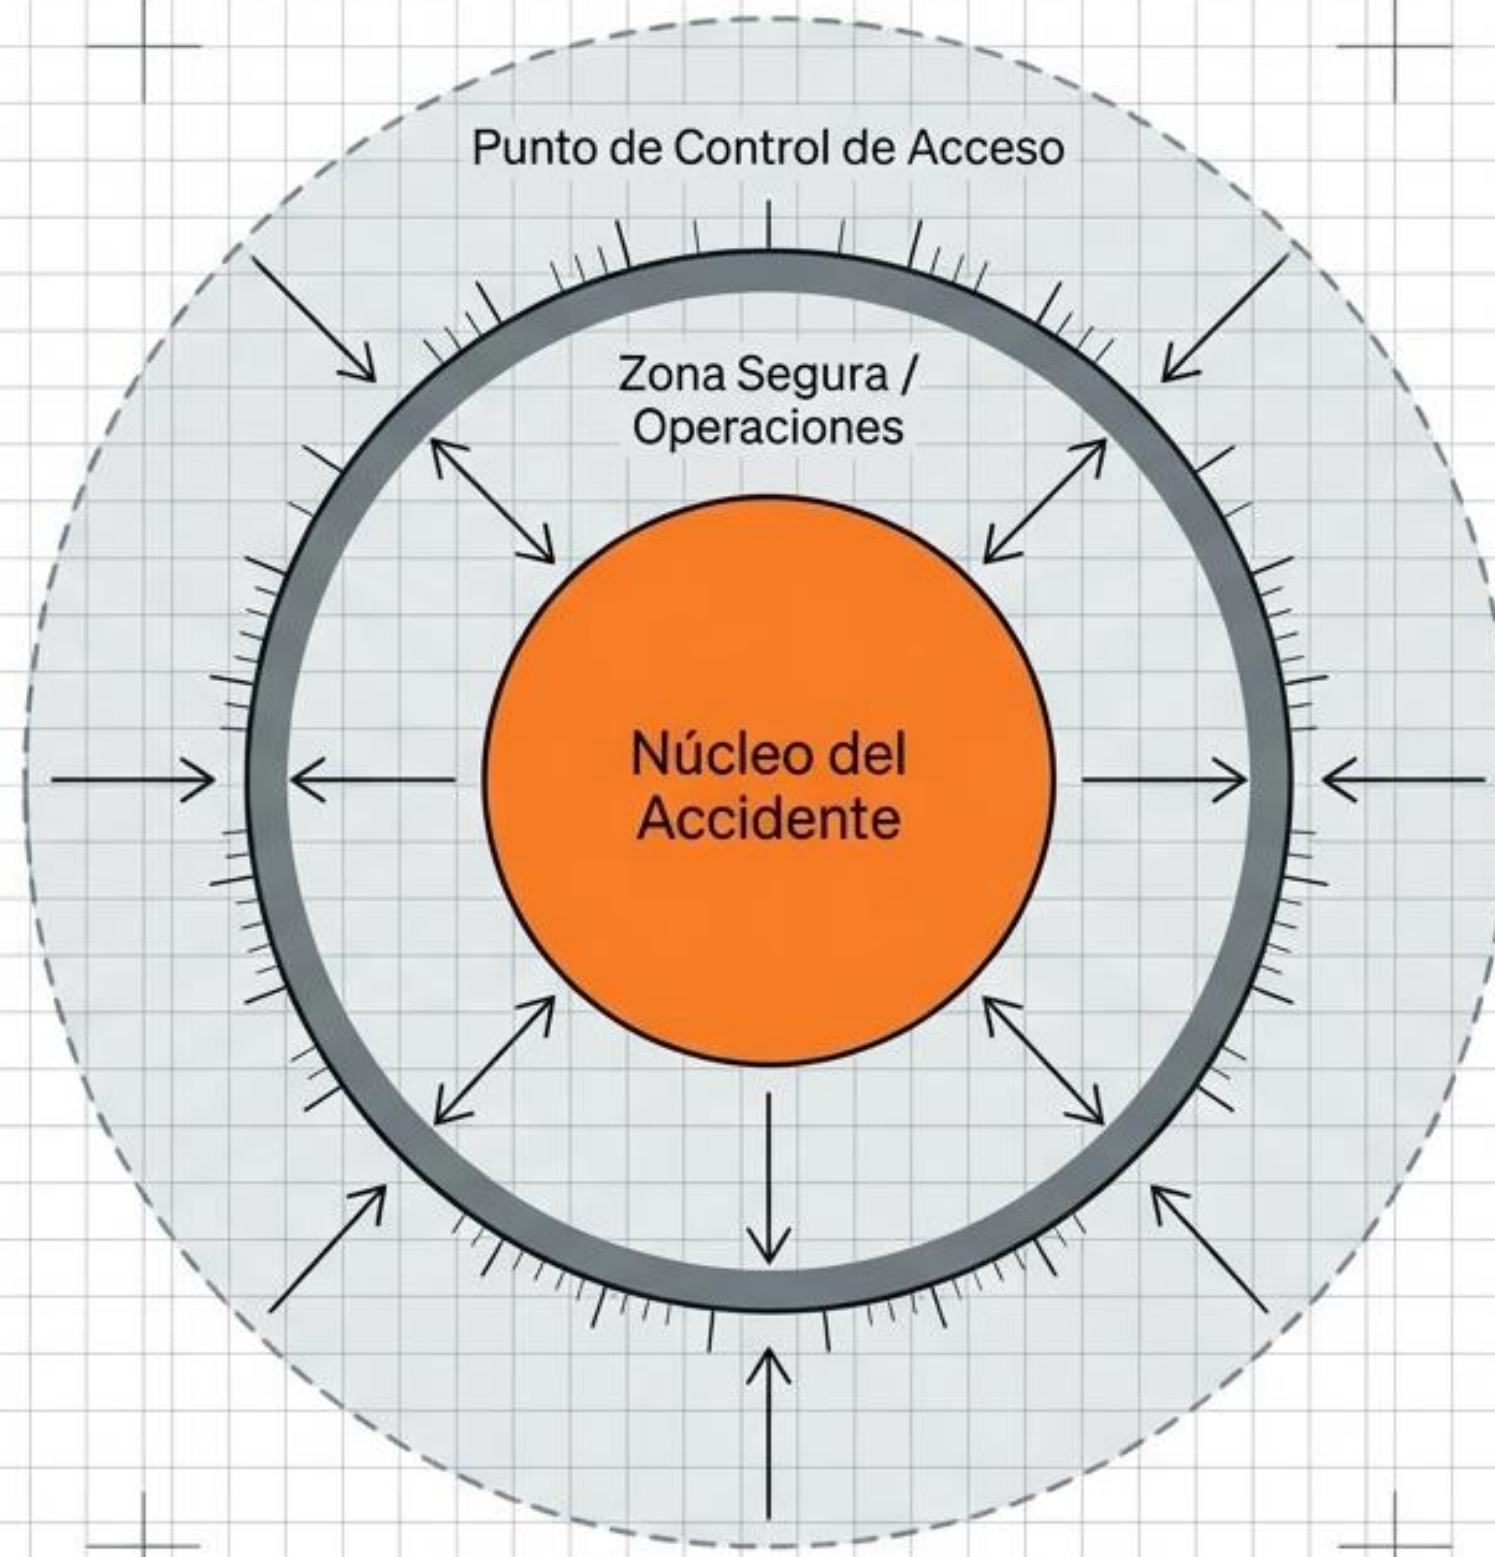 Punto de Control de Acceso
Zona Segura /
Operaciones
Núcleo del
Accidente